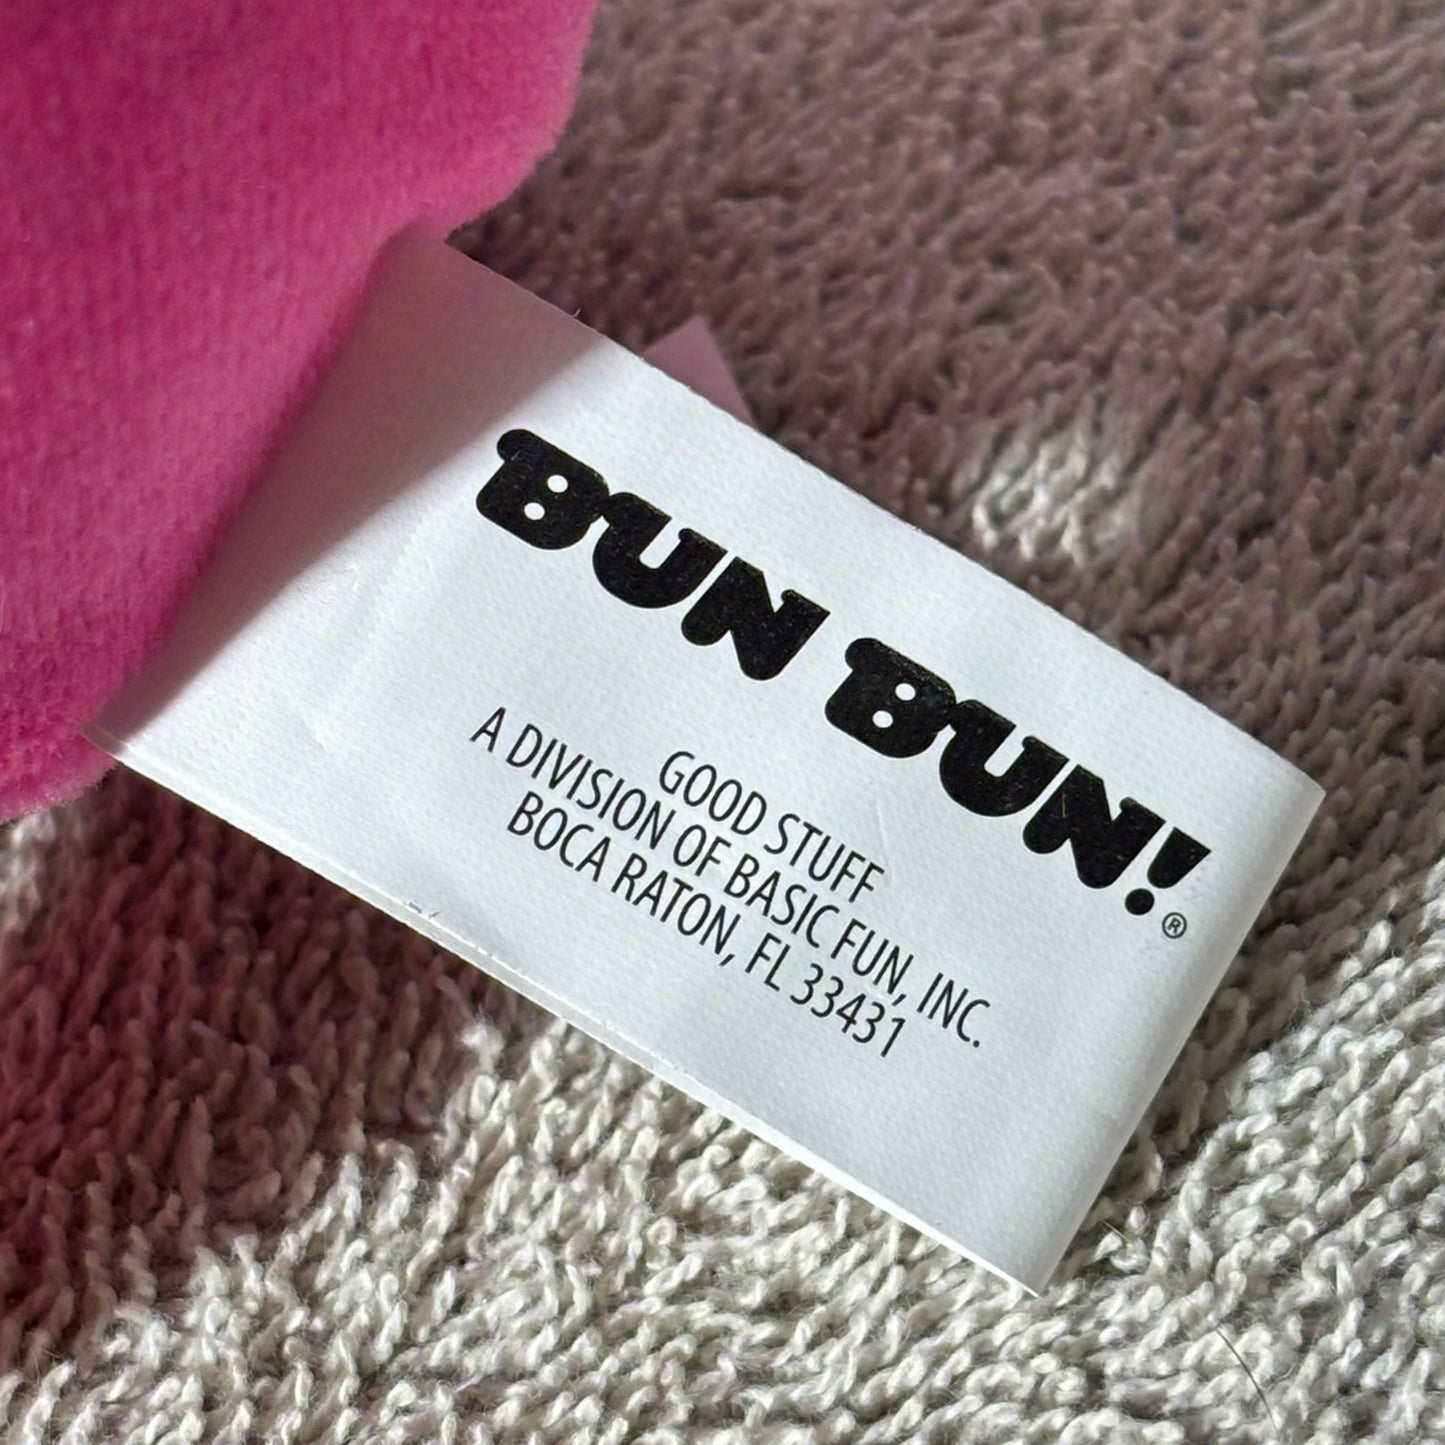 BUN BUN!®
GOOD STUFF
A DIVISION OF BASIC FUN, INC.
BOCA RATON, FL 33431